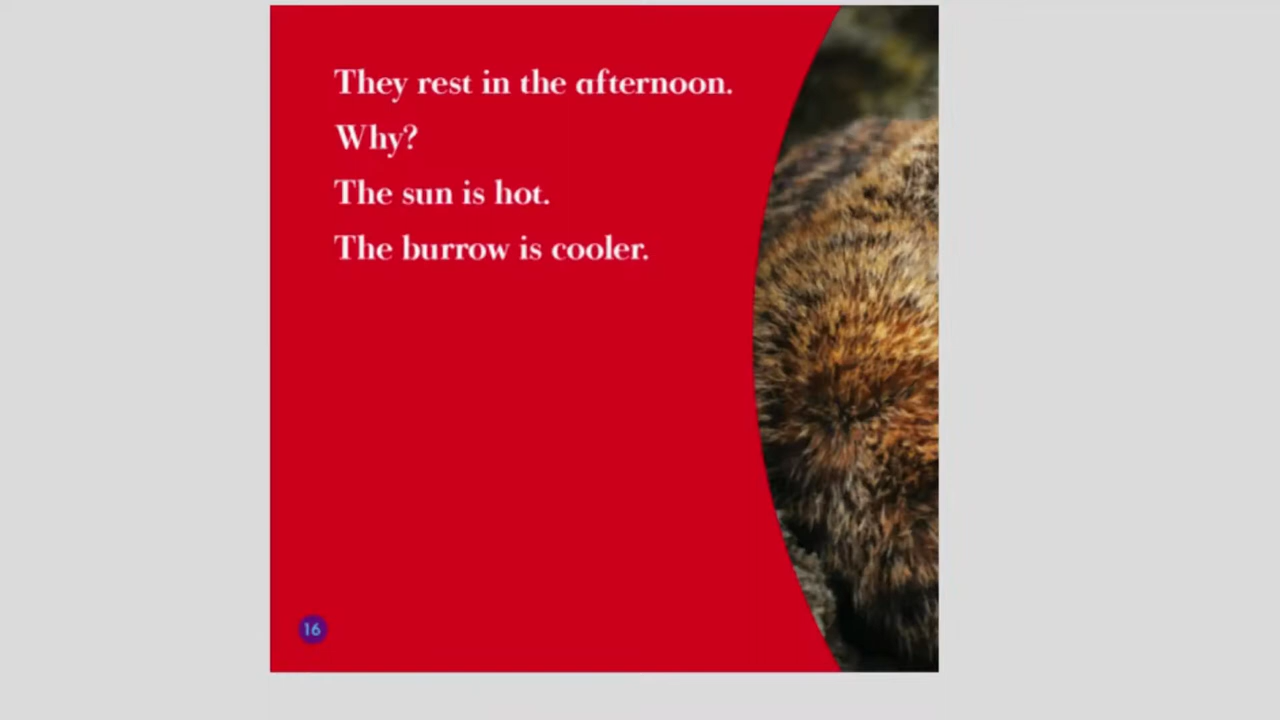 They rest in the afternoon.
Why?
The sun is hot.
The burrow is cooler.
16